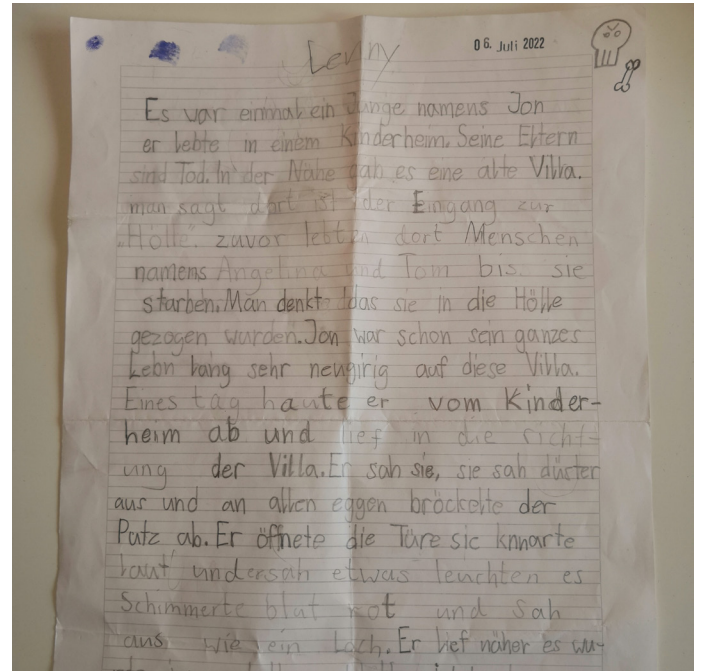 Lenny
06. Juli 2022
Es war einmal ein Junge namens Jon
er lebte in einem Kinderheim. Seine Eltern
sind Tod. In der Nähe gab es eine alte Villa.
man sagt dort ist der Eingang zur
"Hölle" zuvor lebten dort Menschen
namens Angelina und Tom bis sie
starben. Man denkt das sie in die Hölle
gezogen wurden. Jon war schon sein ganzes
Lebn lang sehr neugirig auf diese Villa.
Eines tag haute er vom Kinder-
heim ab und lief in die richt-
ung der Villa. Er sah sie, sie sah düster
aus und an allen eggen bröckelte der
Putz ab. Er öffnete die Türe sie knnarte
laut und er sah etwas leuchten es
Schimmerte blut rot und sah
aus wie ein Loch. Er lief näher es wu-